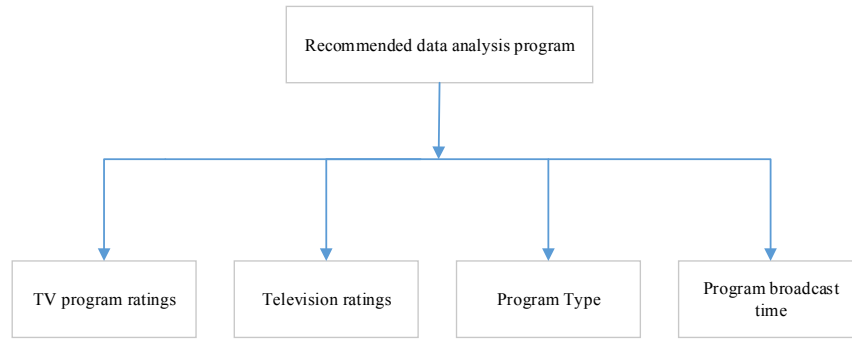 Recommended data analysis program
TV program ratings
Television ratings
Program Type
Program broadcast
time